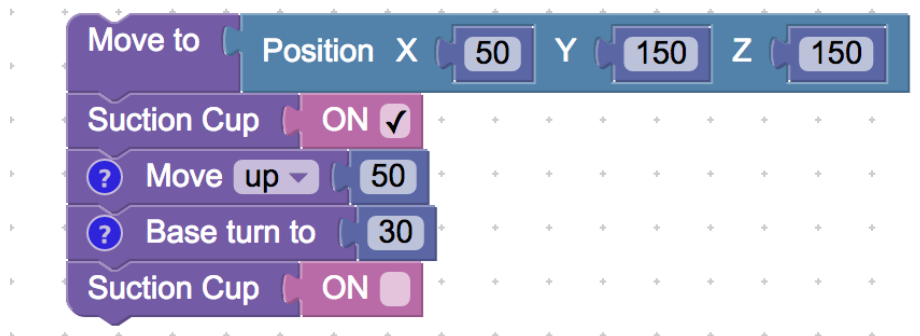 Move to Position X 50 Y 150 Z 150
Suction Cup ON ✓
? Move up 50
? Base turn to 30
Suction Cup ON